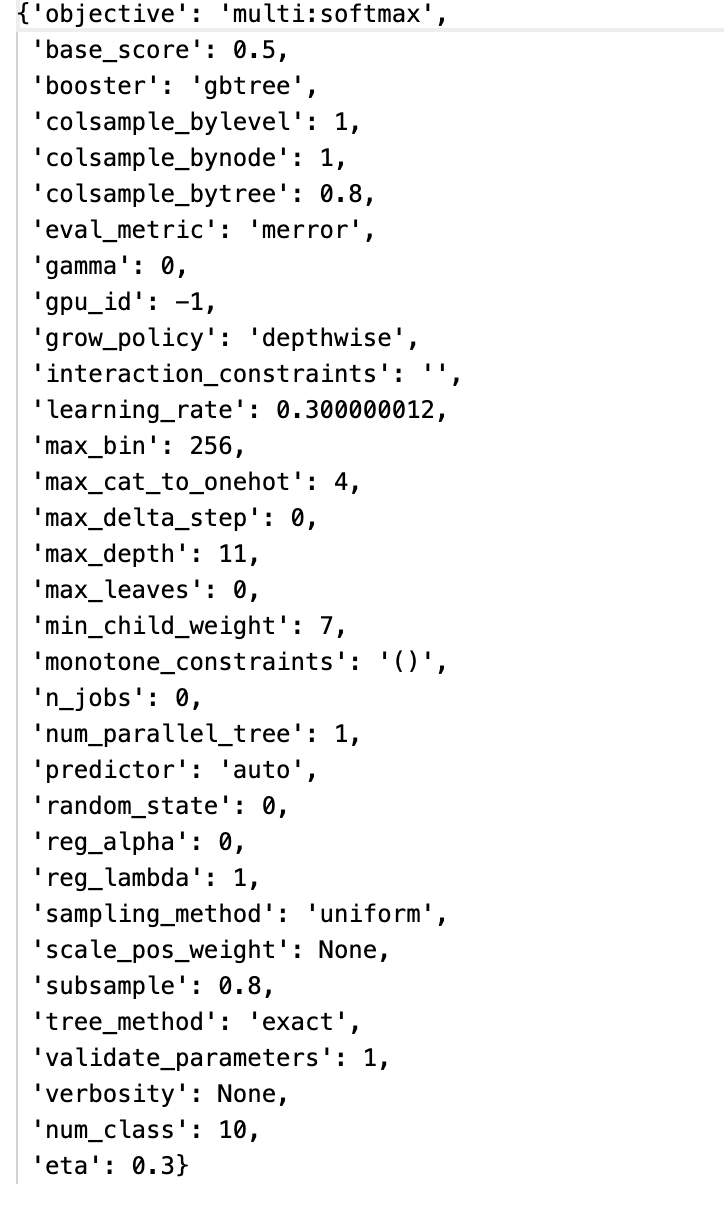 {'objective': 'multi:softmax',
'base_score': 0.5,
'booster': 'gbtree',
'colsample_bylevel': 1,
'colsample_bynode': 1,
'colsample_bytree': 0.8,
'eval_metric': 'merror',
'gamma': 0,
'gpu_id': -1,
'grow_policy': 'depthwise',
'interaction_constraints': '',
'learning_rate': 0.300000012,
'max_bin': 256,
'max_cat_to_onehot': 4,
'max_delta_step': 0,
'max_depth': 11,
'max_leaves': 0,
'min_child_weight': 7,
'monotone_constraints': '()',
'n_jobs': 0,
'num_parallel_tree': 1,
'predictor': 'auto',
'random_state': 0,
'reg_alpha': 0,
'reg_lambda': 1,
'sampling_method': 'uniform',
'scale_pos_weight': None,
'subsample': 0.8,
'tree_method': 'exact',
'validate_parameters': 1,
'verbosity': None,
'num_class': 10,
'eta': 0.3}